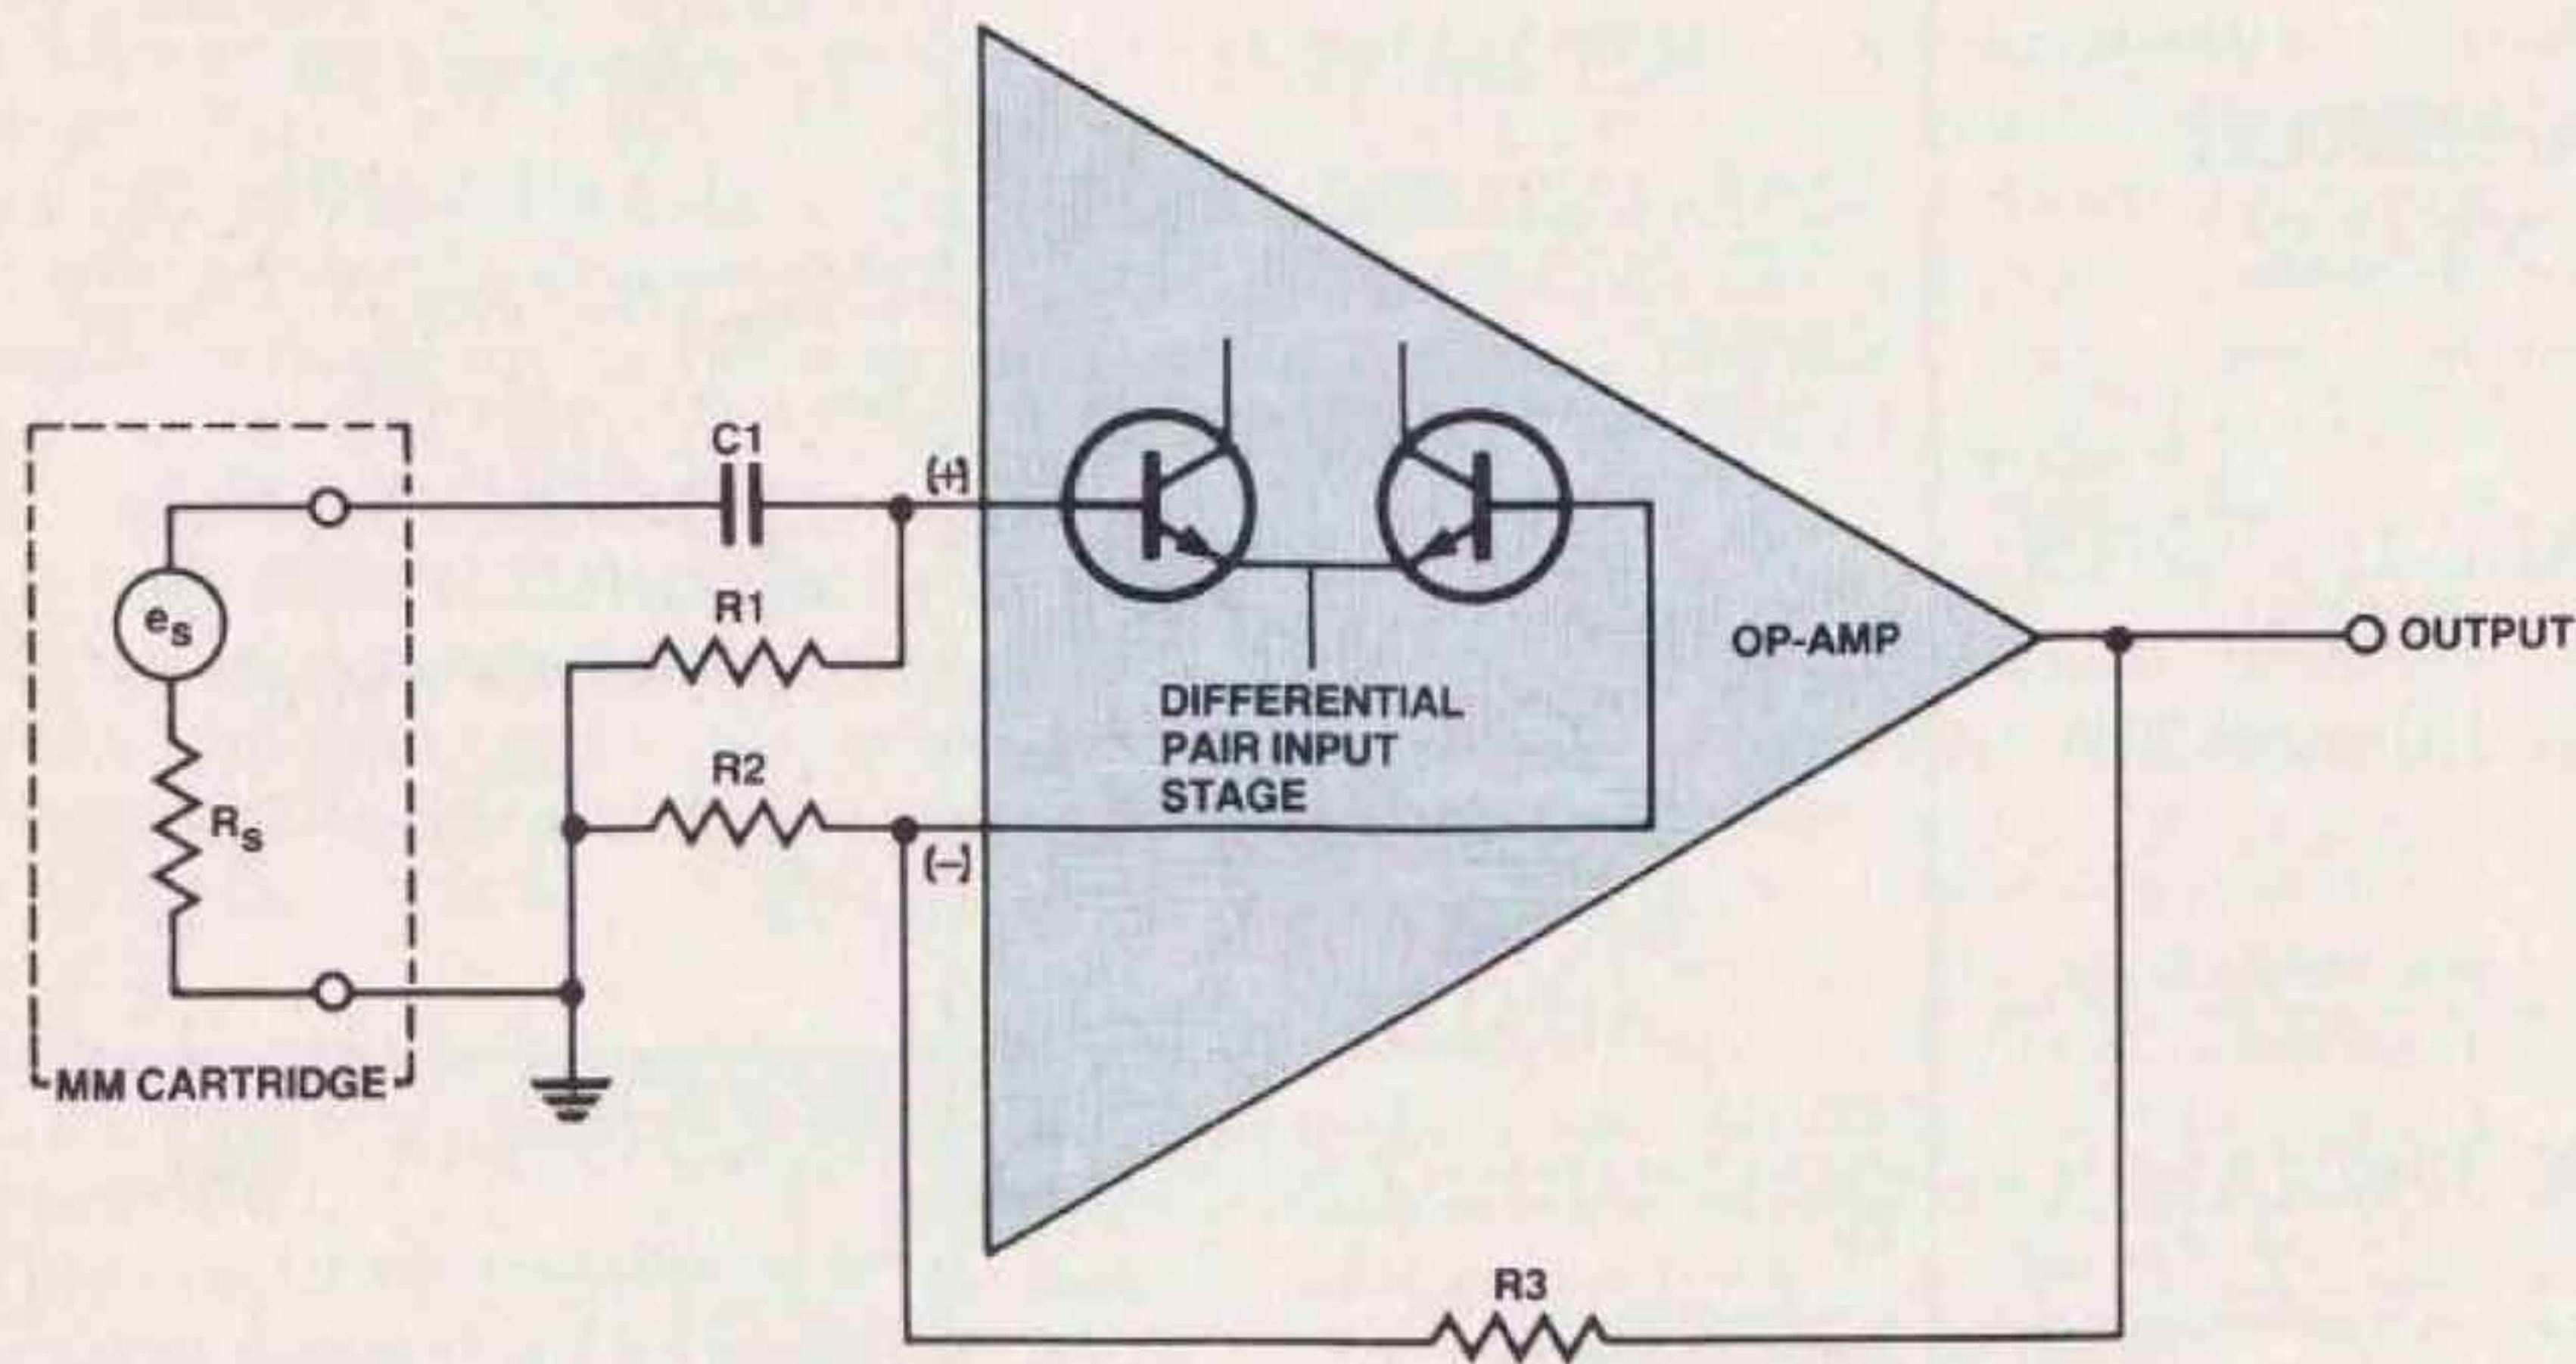 C1
(+)
R1
es
OP-AMP
OUTPUT
DIFFERENTIAL
PAIR INPUT
STAGE
R2
Rs
(−)
MM CARTRIDGE
R3